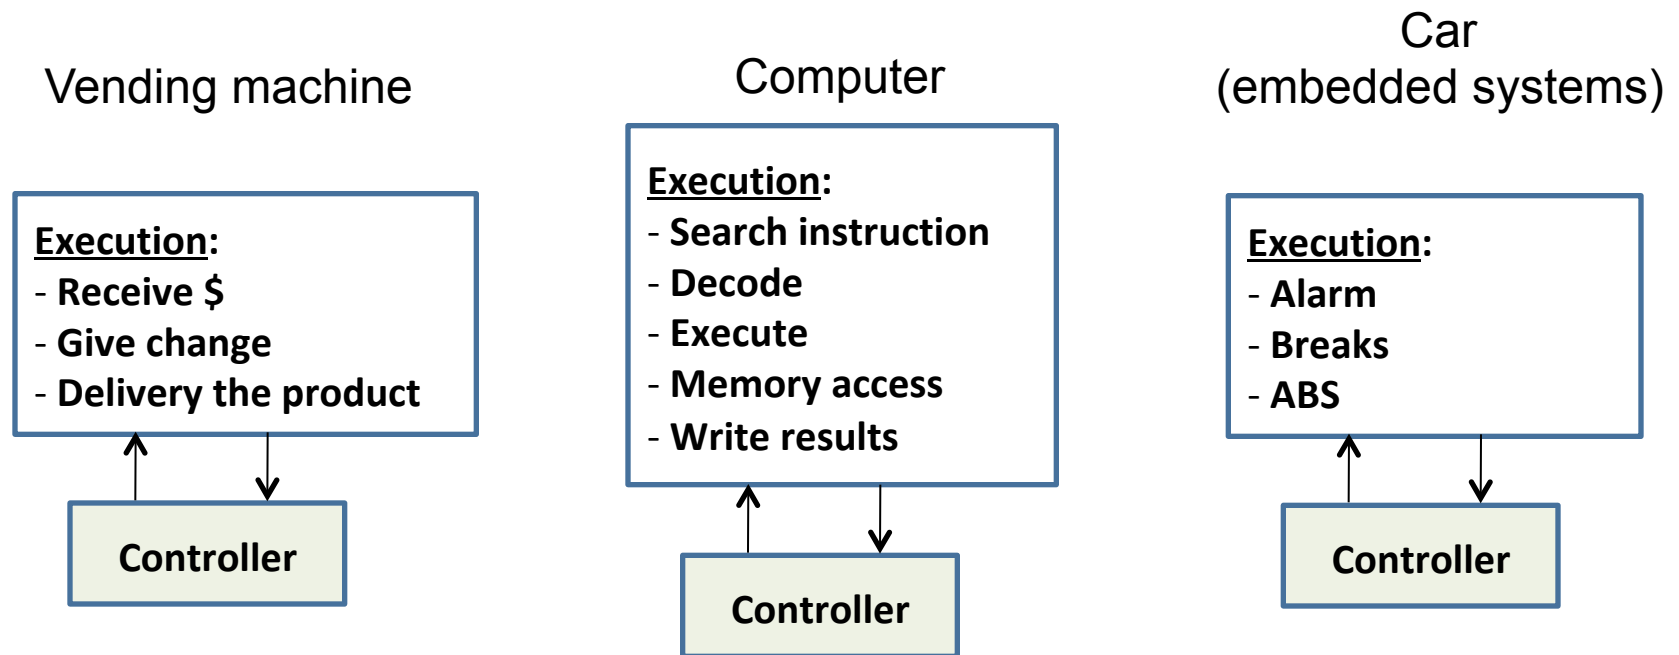 Vending machine
Execution:
- Receive $
- Give change
- Delivery the product
Controller
Computer
Execution:
- Search instruction
- Decode
- Execute
- Memory access
- Write results
Controller
Car
(embedded systems)
Execution:
- Alarm
- Breaks
- ABS
Controller